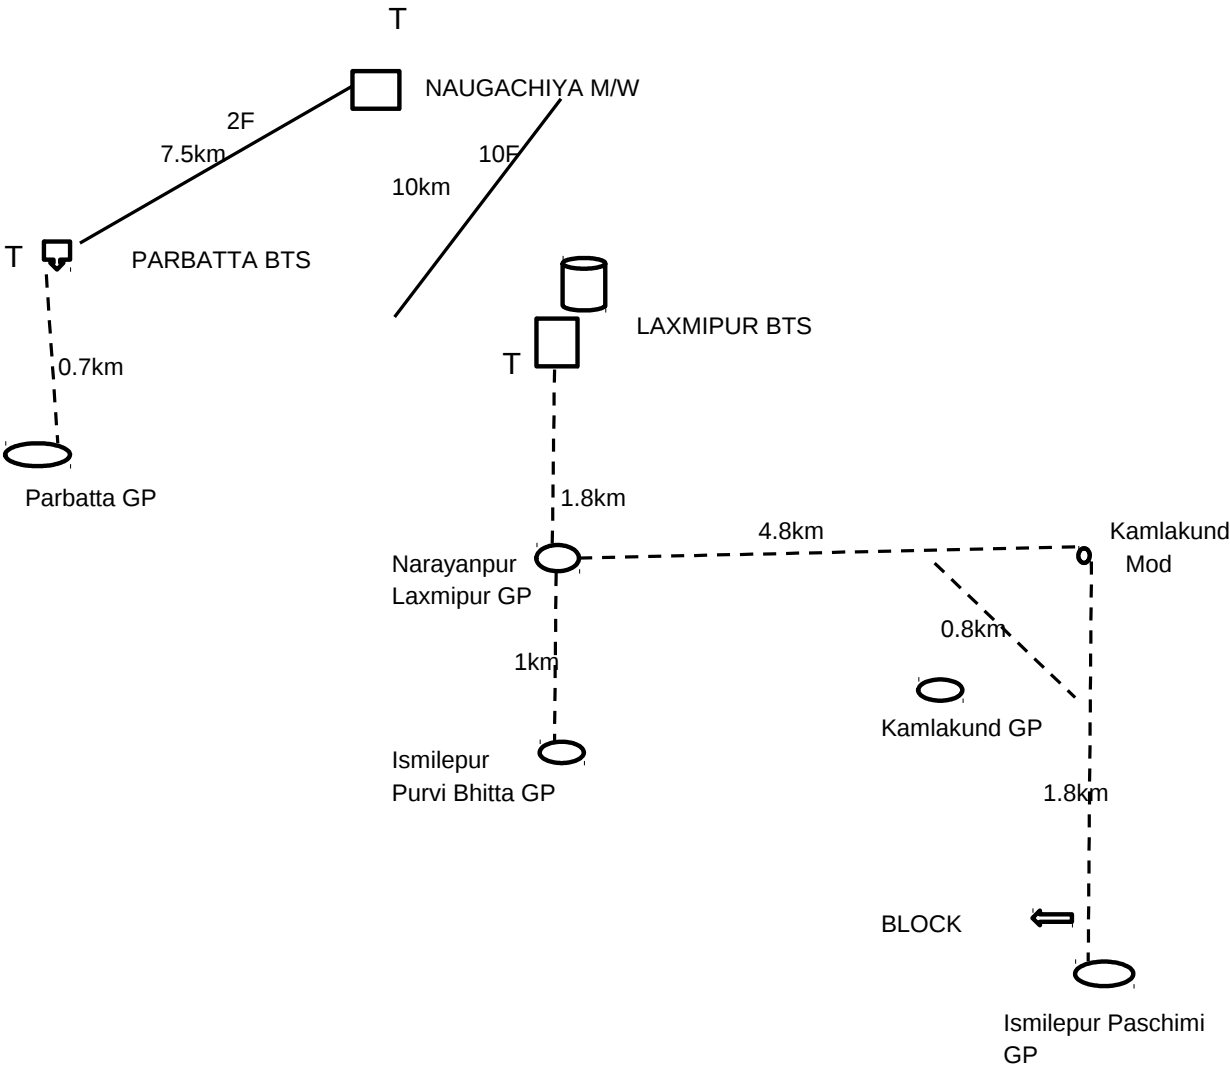 T
NAUGACHIYA M/W
2F
7.5km
10F
10km
T
PARBATTA BTS
LAXMIPUR BTS
T
0.7km
Parbatta GP
1.8km
4.8km
Kamlakund
Mod
Narayanpur
Laxmipur GP
0.8km
1km
Kamlakund GP
Ismilepur
Purvi Bhitta GP
1.8km
BLOCK
Ismilepur Paschimi
GP